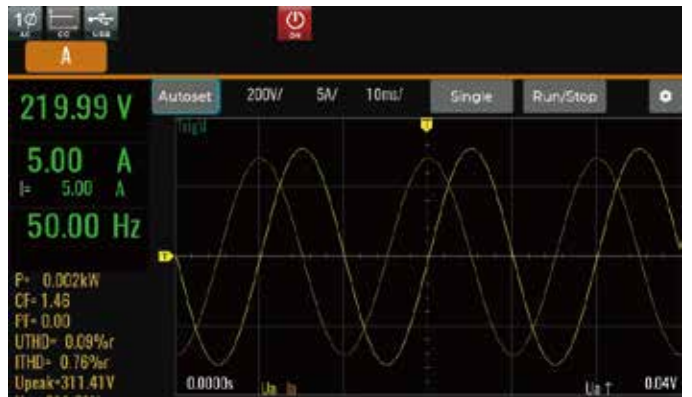 1Ø
AC
CC
USB
ON
A
219.99 V
5.00 A
I= 5.00 A
50.00 Hz
P= 0.002kW
CF= 1.46
PF= 0.00
UTHD= 0.09%r
ITHD= 0.76%r
Upeak=311.41V
Autoset 200V/ 5A/ 10ms/ Single Run/Stop
Trig'd
T
T
0.0000s Ua Ia Ua ↑ 0.04V